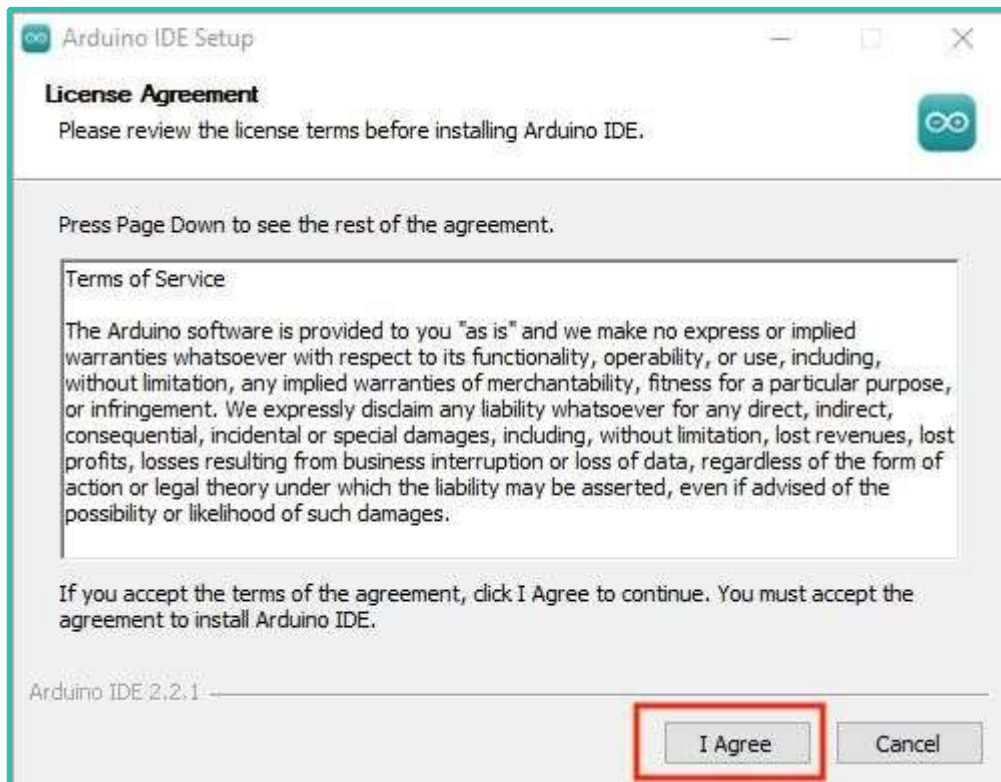 Arduino IDE Setup
License Agreement
Please review the license terms before installing Arduino IDE.
Press Page Down to see the rest of the agreement.
Terms of Service
The Arduino software is provided to you "as is" and we make no express or implied
warranties whatsoever with respect to its functionality, operability, or use, including,
without limitation, any implied warranties of merchantability, fitness for a particular purpose,
or infringement. We expressly disclaim any liability whatsoever for any direct, indirect,
consequential, incidental or special damages, including, without limitation, lost revenues, lost
profits, losses resulting from business interruption or loss of data, regardless of the form of
action or legal theory under which the liability may be asserted, even if advised of the
possibility or likelihood of such damages.
If you accept the terms of the agreement, click I Agree to continue. You must accept the
agreement to install Arduino IDE.
Arduino IDE 2.2.1
I Agree
Cancel